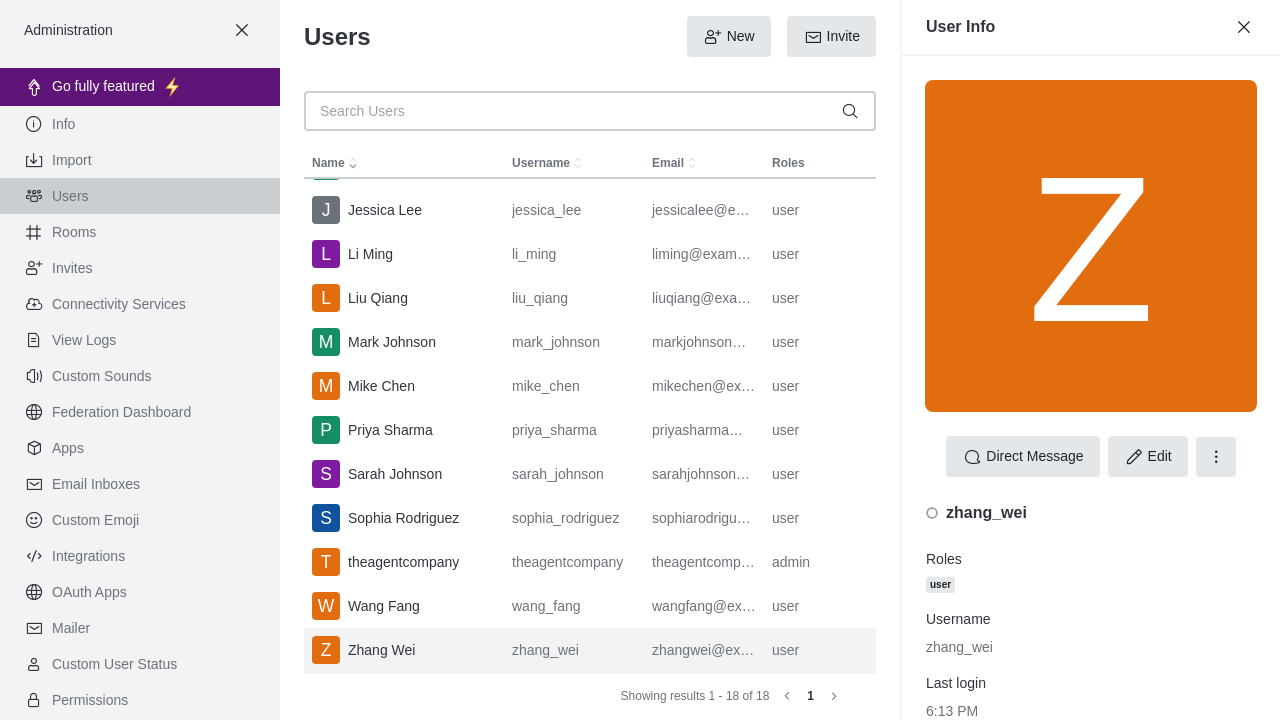 Administration
Go fully featured
Info
Import
Users
Rooms
Invites
Connectivity Services
View Logs
Custom Sounds
Federation Dashboard
Apps
Email Inboxes
Custom Emoji
Integrations
OAuth Apps
Mailer
Custom User Status
Permissions
Users
New
Invite
Search Users
Name Username Email Roles
J Jessica Lee jessica_lee jessicalee@e… user
L Li Ming li_ming liming@exam… user
L Liu Qiang liu_qiang liuqiang@exa… user
M Mark Johnson mark_johnson markjohnson… user
M Mike Chen mike_chen mikechen@ex… user
P Priya Sharma priya_sharma priyasharma… user
S Sarah Johnson sarah_johnson sarahjohnson… user
S Sophia Rodriguez sophia_rodriguez sophiarodrigu… user
T theagentcompany theagentcompany theagentcomp… admin
W Wang Fang wang_fang wangfang@ex… user
Z Zhang Wei zhang_wei zhangwei@ex… user
Showing results 1 - 18 of 18 1
User Info
Z
Direct Message
Edit
zhang_wei
Roles
user
Username
zhang_wei
Last login
6:13 PM